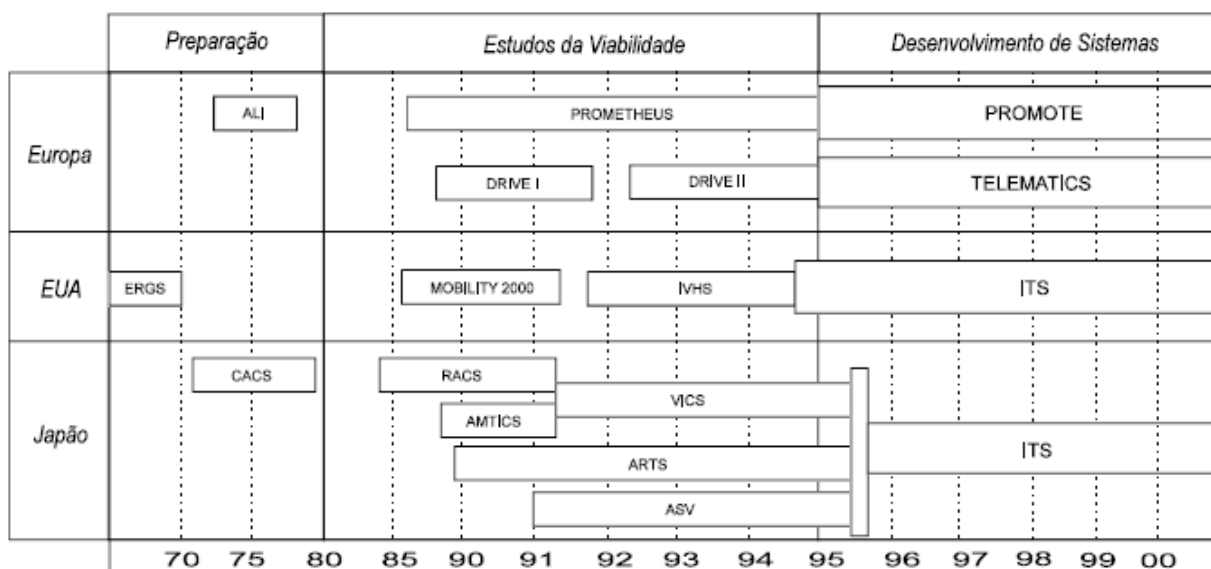 Preparação Estudos da Viabilidade Desenvolvimento de Sistemas
ALI PROMETHEUS PROMOTE
Europa
DRIVE I DRIVE II TELEMATICS
EUA ERGS MOBILITY 2000 IVHS ITS
CACS RACS
VICS
AMTICS
Japão
ITS
ARTS
ASV
70 75 80 85 90 91 92 93 94 95 96 97 98 99 00